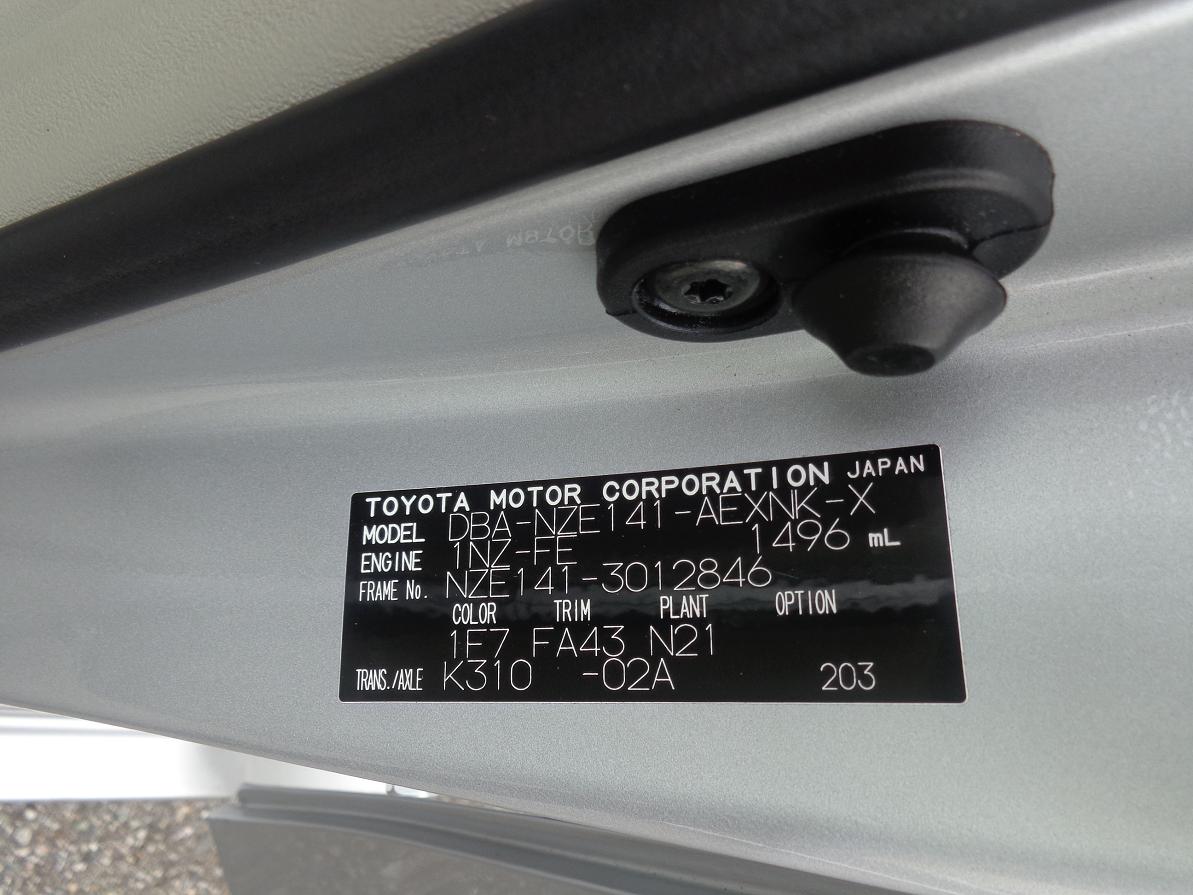 TOYOTA MOTOR CORPORATION JAPAN
MODEL DBA-NZE141-AEXNK-X
ENGINE 1NZ-FE 1496 mL
FRAME No. NZE141-3012846
COLOR TRIM PLANT OPTION
1F7 FA43 N21
TRANS./AXLE K310 -02A 203